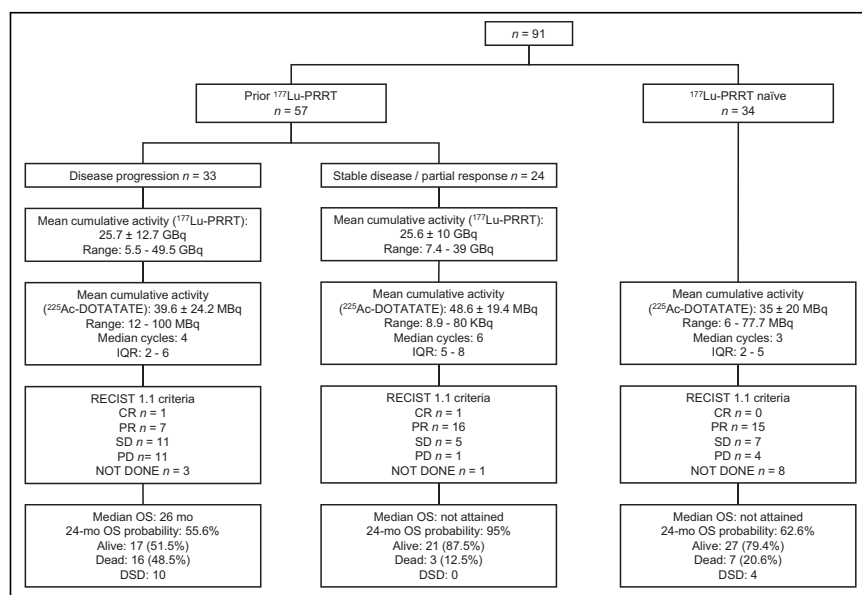 n = 91
Prior ¹⁷⁷Lu-PRRT
n = 57
¹⁷⁷Lu-PRRT naïve
n = 34
Disease progression n = 33
Stable disease / partial response n = 24
Mean cumulative activity (¹⁷⁷Lu-PRRT):
25.7 ± 12.7 GBq
Range: 5.5 - 49.5 GBq
Mean cumulative activity (¹⁷⁷Lu-PRRT):
25.6 ± 10 GBq
Range: 7.4 - 39 GBq
Mean cumulative activity
(²²⁵Ac-DOTATATE): 39.6 ± 24.2 MBq
Range: 12 - 100 MBq
Median cycles: 4
IQR: 2 - 6
Mean cumulative activity
(²²⁵Ac-DOTATATE): 48.6 ± 19.4 MBq
Range: 8.9 - 80 KBq
Median cycles: 6
IQR: 5 - 8
Mean cumulative activity
(²²⁵Ac-DOTATATE): 35 ± 20 MBq
Range: 6 - 77.7 MBq
Median cycles: 3
IQR: 2 - 5
RECIST 1.1 criteria
CR n = 1
PR n = 7
SD n = 11
PD n = 11
NOT DONE n = 3
RECIST 1.1 criteria
CR n = 1
PR n = 16
SD n = 5
PD n = 1
NOT DONE n = 1
RECIST 1.1 criteria
CR n = 0
PR n = 15
SD n = 7
PD n = 4
NOT DONE n = 8
Median OS: 26 mo
24-mo OS probability: 55.6%
Alive: 17 (51.5%)
Dead: 16 (48.5%)
DSD: 10
Median OS: not attained
24-mo OS probability: 95%
Alive: 21 (87.5%)
Dead: 3 (12.5%)
DSD: 0
Median OS: not attained
24-mo OS probability: 62.6%
Alive: 27 (79.4%)
Dead: 7 (20.6%)
DSD: 4